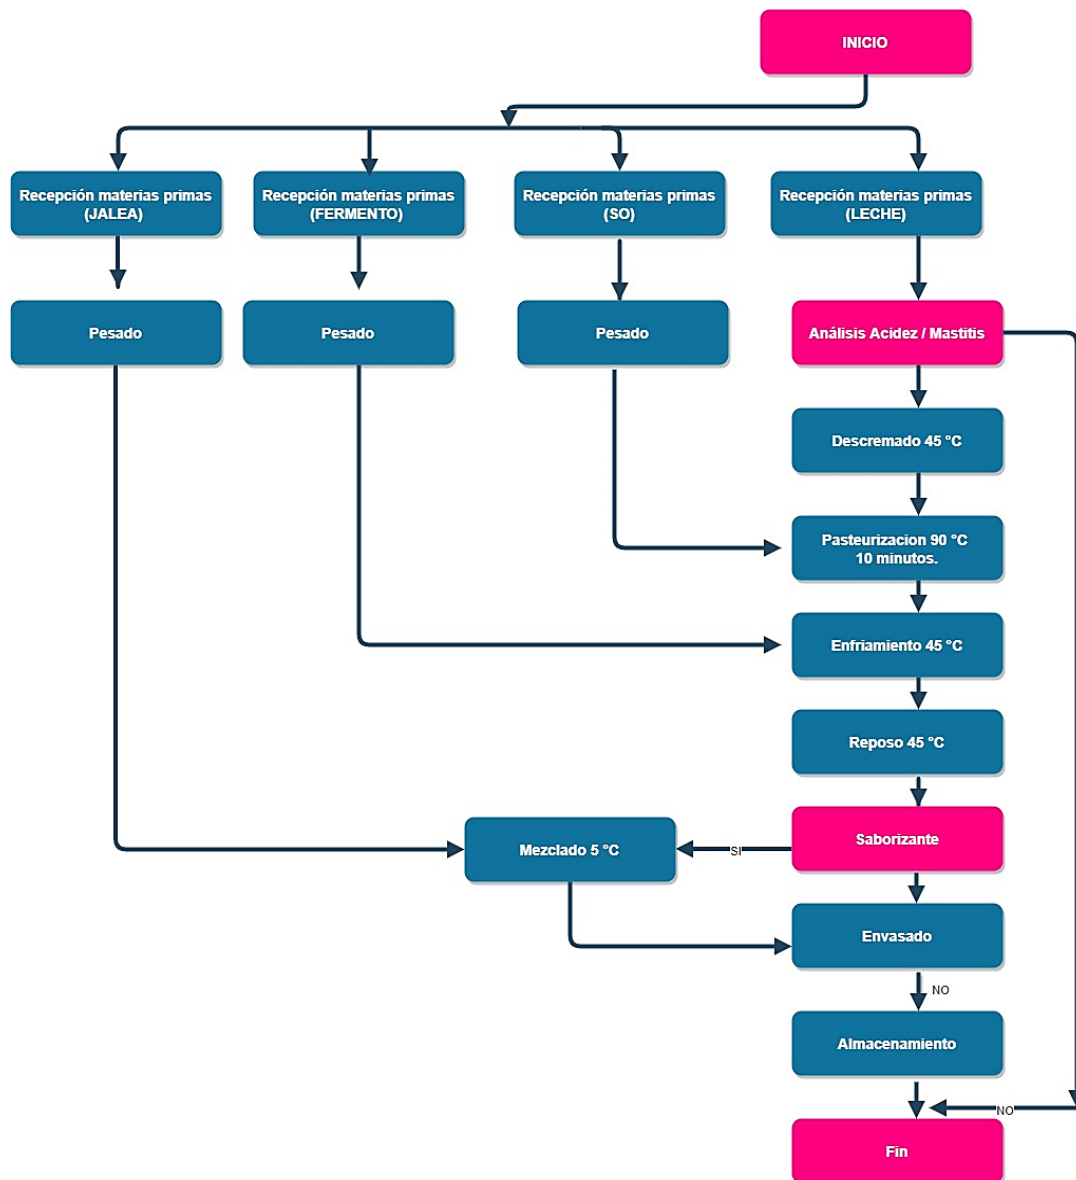 INICIO
Recepción materias primas
(JALEA)
Recepción materias primas
(FERMENTO)
Recepción materias primas
(SO)
Recepción materias primas
(LECHE)
Pesado
Pesado
Pesado
Análisis Acidez / Mastitis
Descremado 45 °C
Pasteurizacion 90 °C
10 minutos.
Enfriamiento 45 °C
Reposo 45 °C
Saborizante
SI
Mezclado 5 °C
Envasado
NO
Almacenamiento
NO
Fin